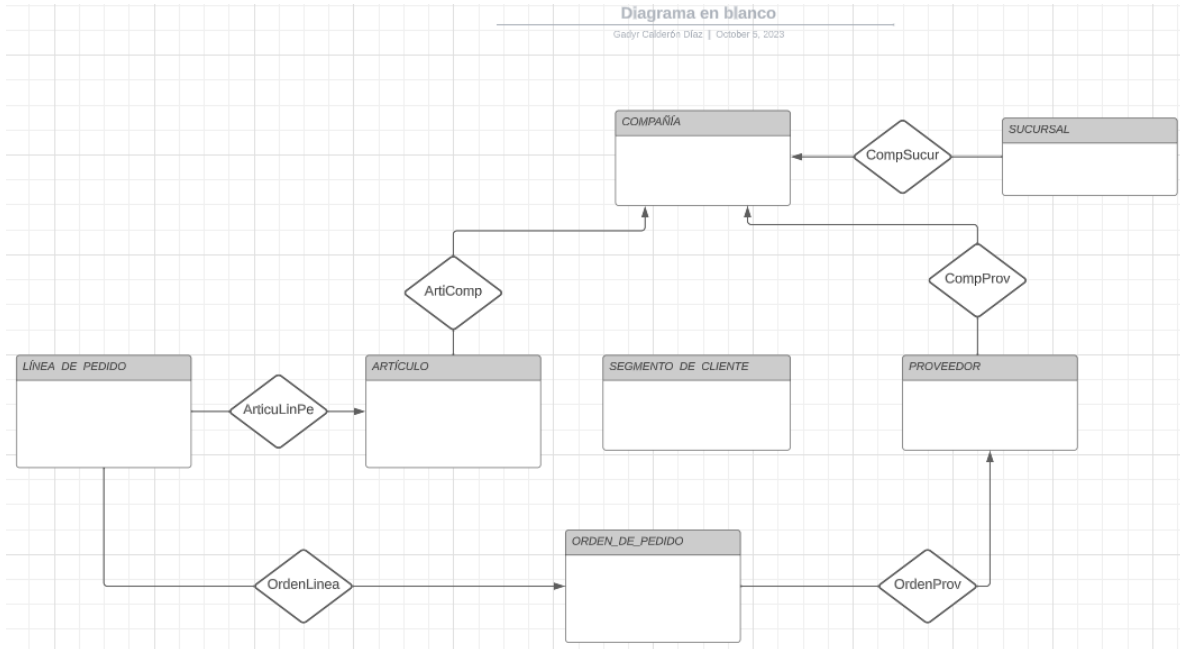 Diagrama en blanco
Gadyr Calderón Díaz | October 5, 2023
COMPAÑÍA
CompSucur
SUCURSAL
ArtiComp
CompProv
LÍNEA DE PEDIDO
ArticuLinPe
ARTÍCULO
SEGMENTO DE CLIENTE
PROVEEDOR
OrdenLinea
ORDEN_DE_PEDIDO
OrdenProv